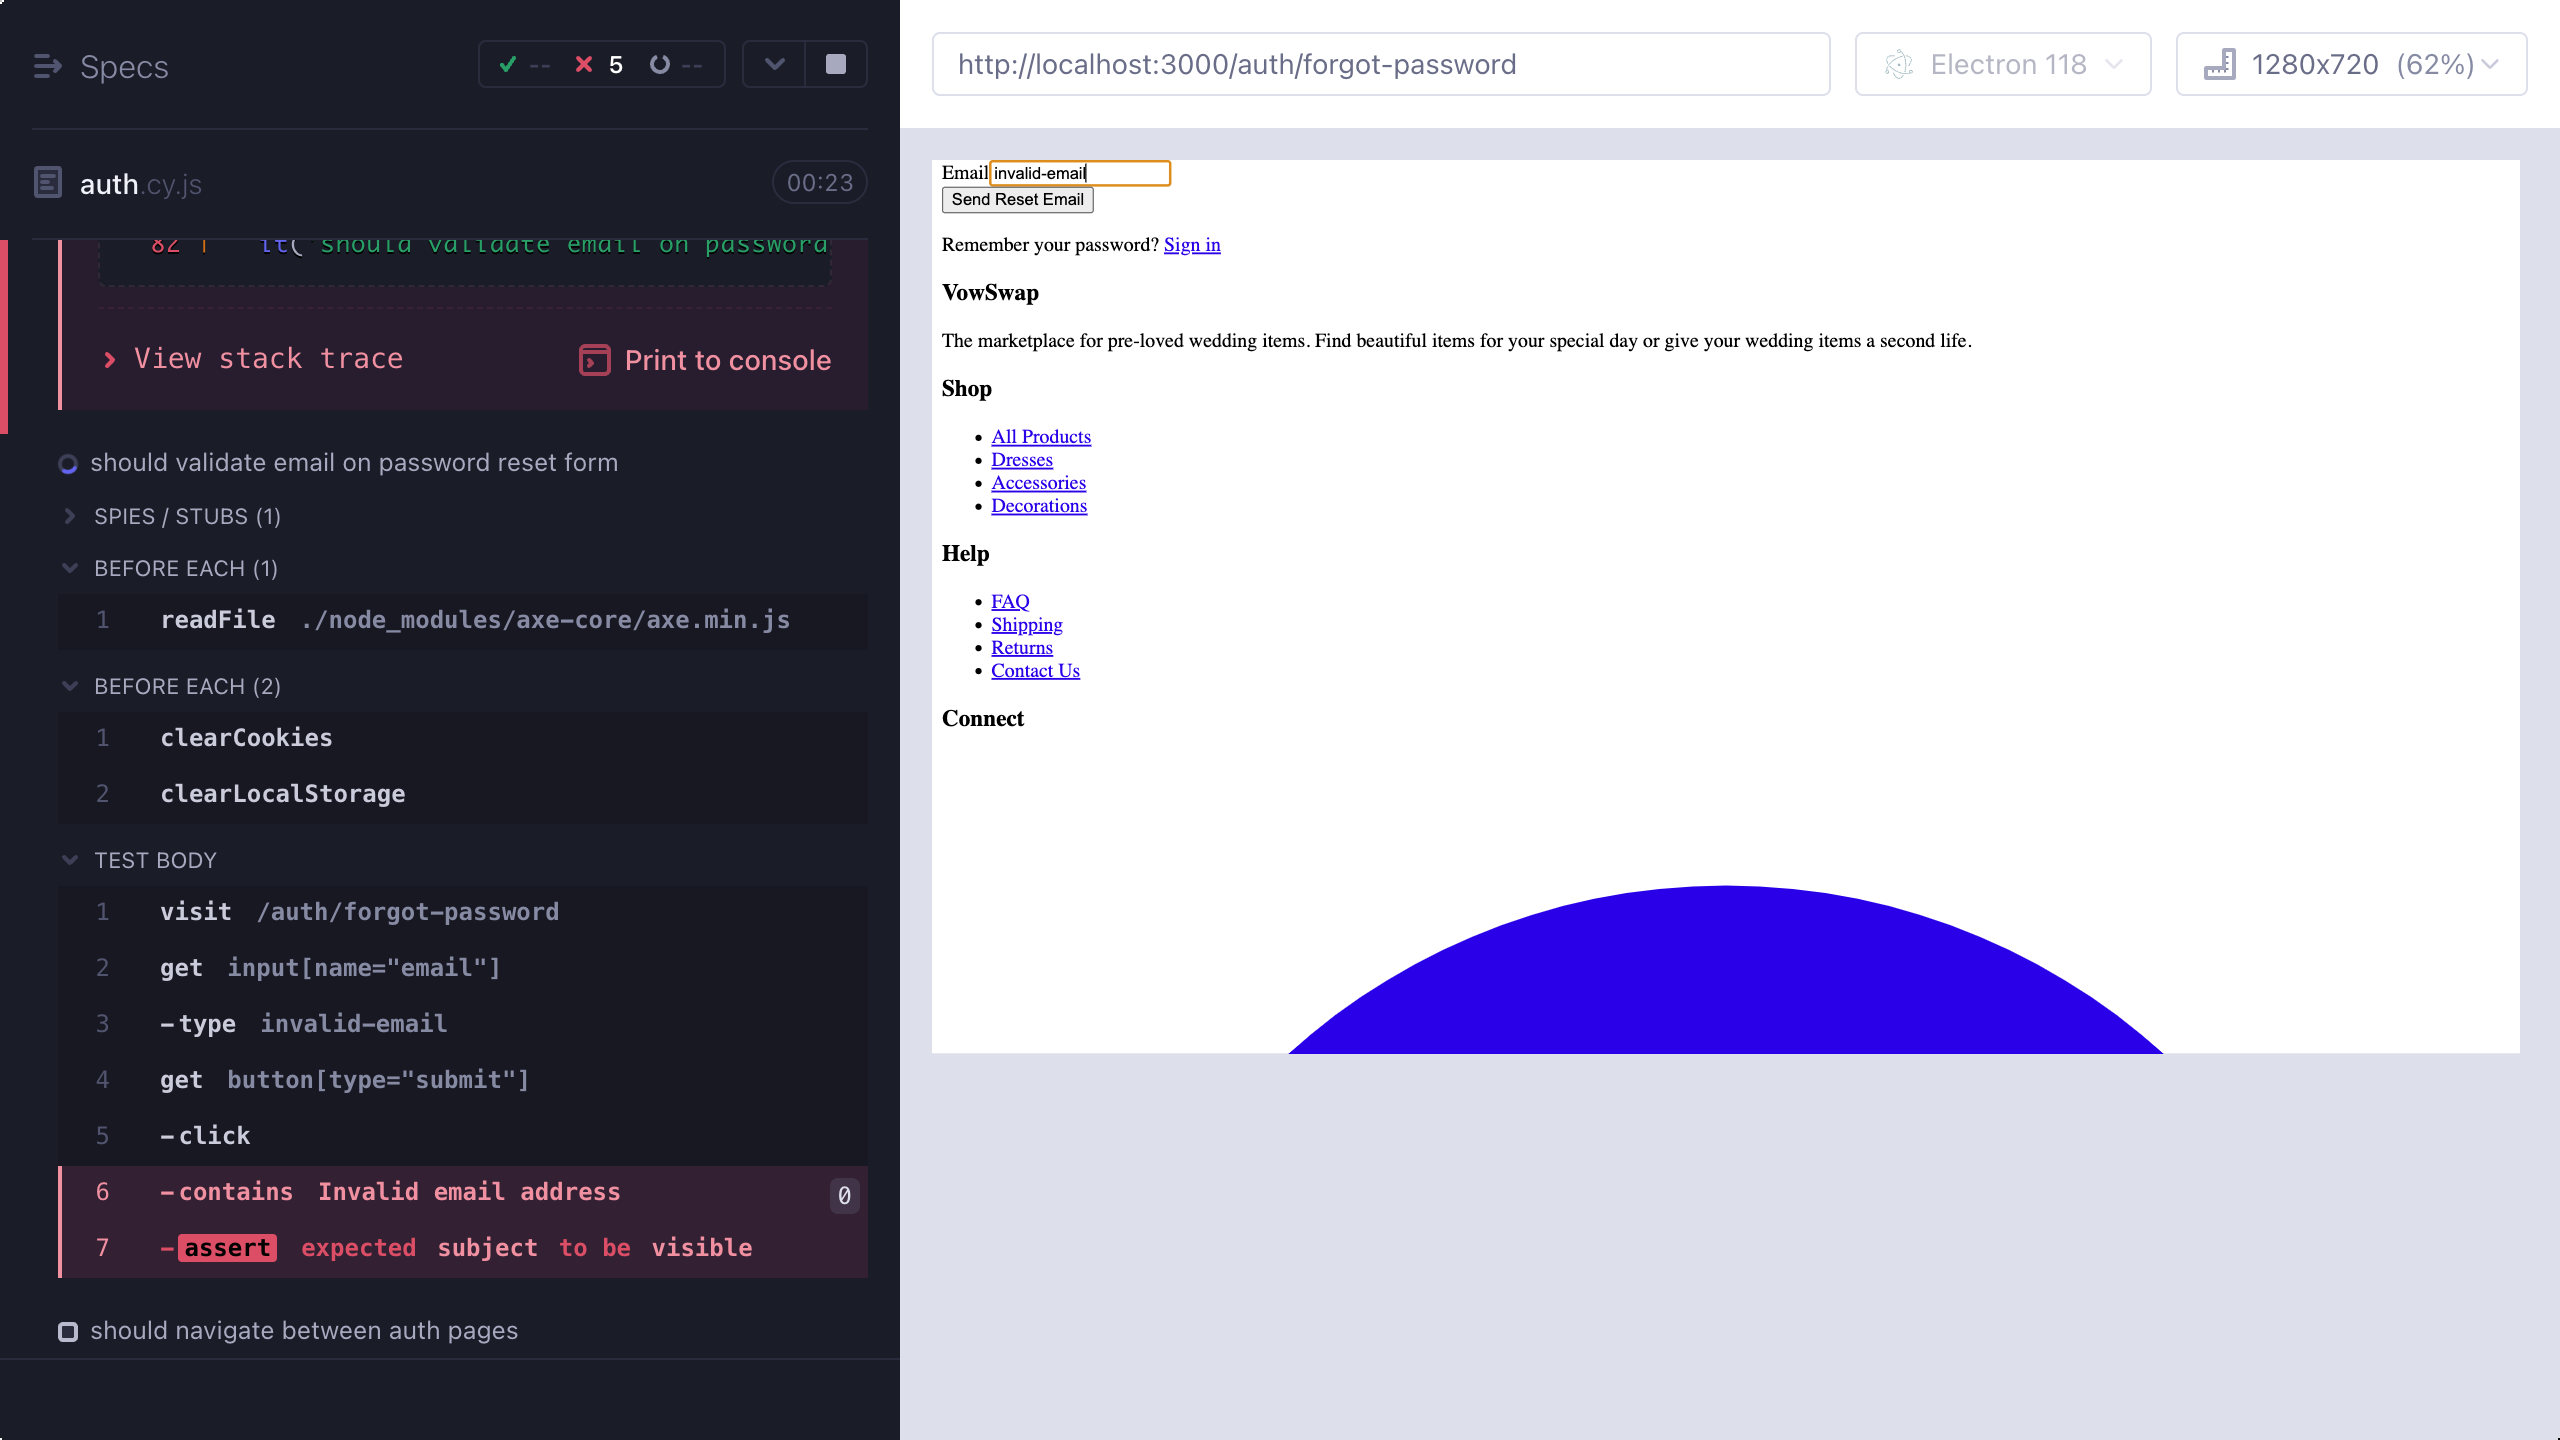 Specs
-- 5 --
auth.cy.js
00:23
82 | it('should validate email on password
View stack trace
Print to console
should validate email on password reset form
SPIES / STUBS (1)
BEFORE EACH (1)
1 readFile ./node_modules/axe-core/axe.min.js
BEFORE EACH (2)
1 clearCookies
2 clearLocalStorage
TEST BODY
1 visit /auth/forgot-password
2 get input[name="email"]
3 -type invalid-email
4 get button[type="submit"]
5 -click
6 -contains Invalid email address 0
7 -assert expected subject to be visible
should navigate between auth pages
http://localhost:3000/auth/forgot-password
Electron 118
1280x720 (62%)
Email invalid-email
Send Reset Email
Remember your password? Sign in
VowSwap
The marketplace for pre-loved wedding items. Find beautiful items for your special day or give your wedding items a second life.
Shop
• All Products
• Dresses
• Accessories
• Decorations
Help
• FAQ
• Shipping
• Returns
• Contact Us
Connect